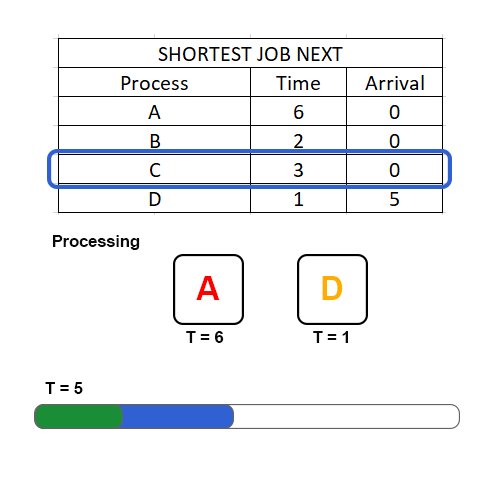 SHORTEST JOB NEXT
Process Time Arrival
A 6 0
B 2 0
C 3 0
D 1 5
Processing
A D
T = 6 T = 1
T = 5